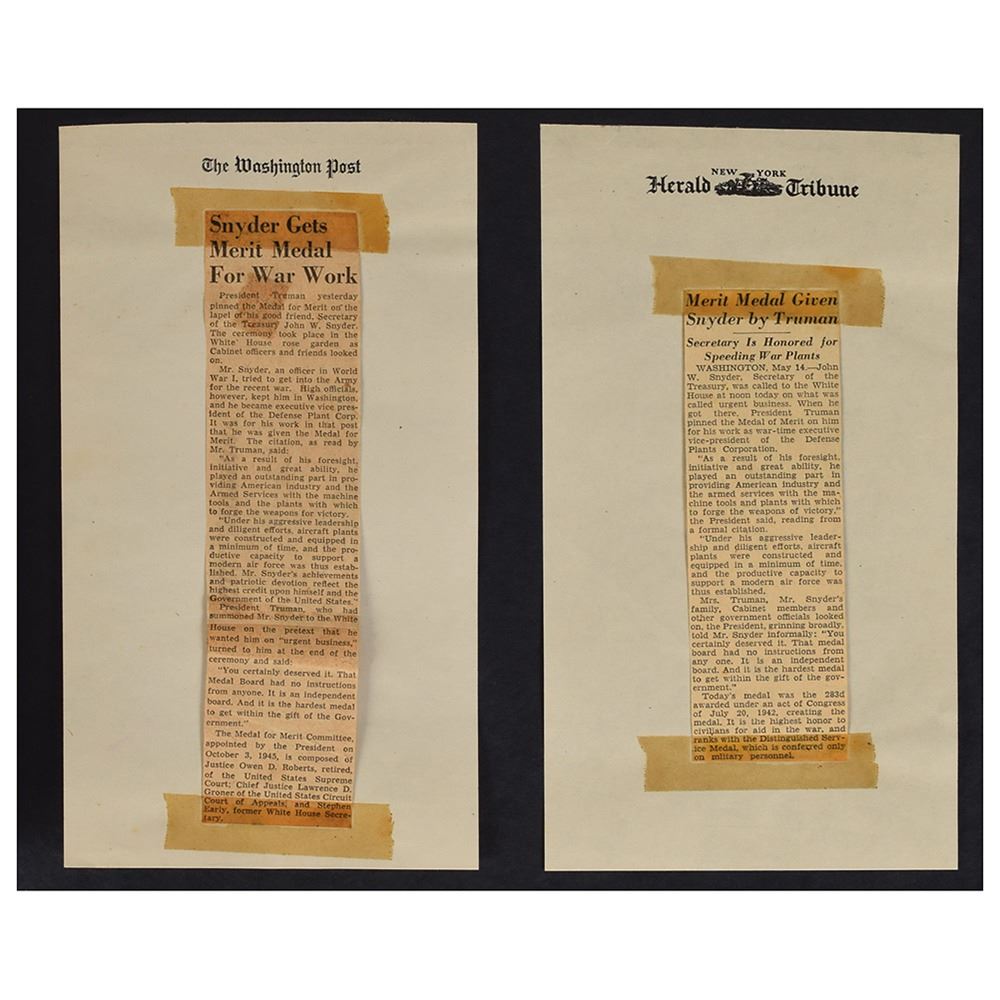 The Washington Post
Snyder Gets
Merit Medal
For War Work
President Truman yesterday
pinned the Medal for Merit on the
lapel of his good friend, Secretary
of the Treasury John W. Snyder.
The ceremony took place in the
White House rose garden as
Cabinet officers and friends looked
on.
Mr. Snyder, an officer in World
War I, tried to get into the Army
for the recent war. High officials,
however, kept him in Washington,
and he became executive vice pres-
ident of the Defense Plant Corp.
It was for his work in that post
that he was given the Medal for
Merit. The citation, as read by
Mr. Truman, said:
"As a result of his foresight,
initiative and great ability, he
played an outstanding part in pro-
viding American industry and the
Armed Services with the machine
tools and the plants with which
to forge the weapons for victory.
"Under his aggressive leadership
and diligent efforts, aircraft plants
were constructed and equipped in
a minimum of time, and the pro-
ductive capacity to support a
modern air force was thus estab-
lished. Mr. Snyder's achievements
and patriotic devotion reflect the
highest credit upon himself and the
Government of the United States."
President Truman, who had
summoned Mr. Snyder to the White
House on the pretext that he
wanted him on "urgent business,"
turned to him at the end of the
ceremony and said:
"You certainly deserved it. That
Medal Board had no instructions
from anyone. It is an independent
board. And it is the hardest medal
to get within the gift of the Gov-
ernment."
The Medal for Merit Committee,
appointed by the President on
October 3, 1945, is composed of
Justice Owen D. Roberts, retired,
of the United States Supreme
Court; Chief Justice Lawrence D.
Groner of the United States Circuit
Court of Appeals, and Stephen
Early, former White House Secre-
tary.
NEW YORK
Herald Tribune
Merit Medal Given
Snyder by Truman
Secretary Is Honored for
Speeding War Plants
WASHINGTON, May 14.—John
W. Snyder, Secretary of the
Treasury, was called to the White
House at noon today on what was
called urgent business. When he
got there, President Truman
pinned the Medal of Merit on him
for his work as war-time executive
vice-president of the Defense
Plants Corporation.
"As a result of his foresight,
initiative and great ability, he
played an outstanding part in
providing American industry and
the armed services with the ma-
chine tools and plants with which
to forge the weapons of victory,"
the President said, reading from
a formal citation.
"Under his aggressive leader-
ship and diligent efforts, aircraft
plants were constructed and
equipped in a minimum of time,
and the productive capacity to
support a modern air force was
thus established.
Mrs. Truman, Mr. Snyder's
family, Cabinet members and
other government officials looked
on, the President, grinning broadly,
told Mr. Snyder informally: "You
certainly deserved it. That medal
board had no instructions from
any one. It is an independent
board. And it is the hardest medal
to get within the gift of the gov-
ernment."
Today's medal was the 283d
awarded under an act of Congress
of July 20, 1942, creating the
medal. It is the highest honor to
civilians for aid in the war, and
ranks with the Distinguished Serv-
ice Medal, which is conferred only
on military personnel.